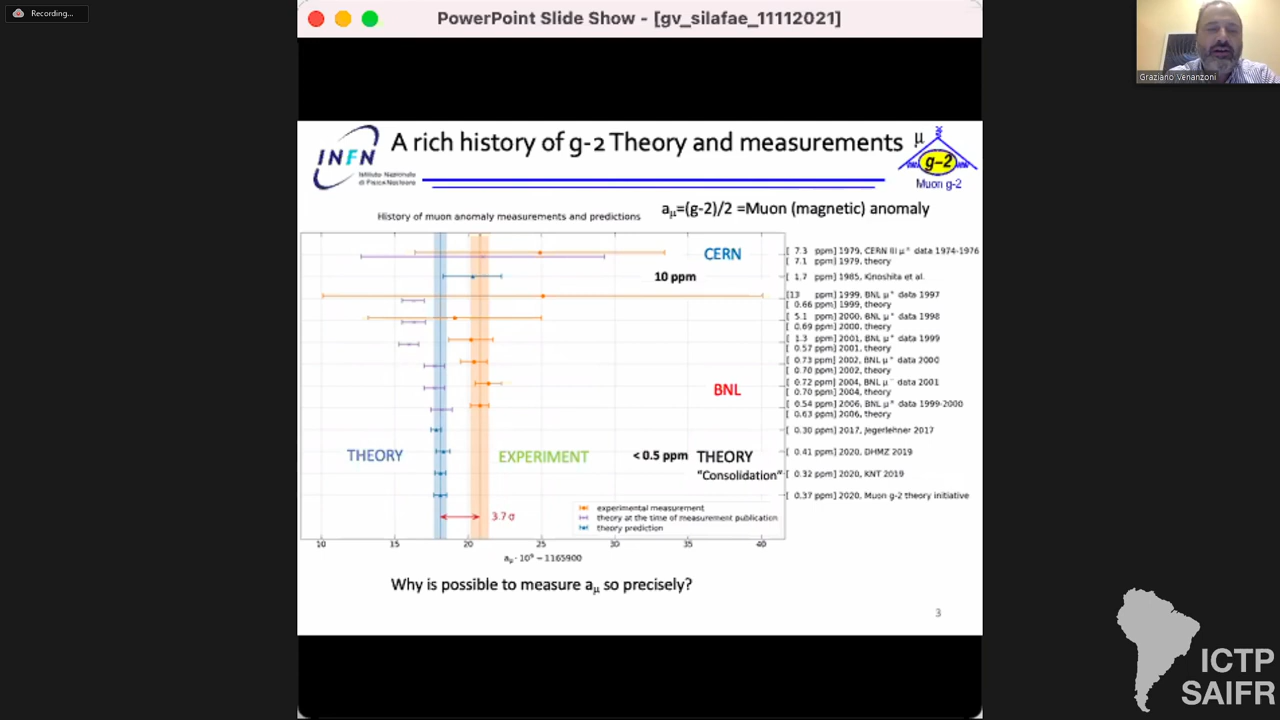 Recording...
PowerPoint Slide Show - [gv_silafae_11112021]
Graziano Venanzoni
INFN
Istituto Nazionale
di Fisica Nucleare
A rich history of g-2 Theory and measurements
μ
g-2
Muon g-2
History of muon anomaly measurements and predictions
aμ=(g-2)/2 =Muon (magnetic) anomaly
CERN
10 ppm
BNL
THEORY
EXPERIMENT
< 0.5 ppm
THEORY
"Consolidation"
3.7 σ
experimental measurement
theory at the time of measurement publication
theory prediction
[ 7.3 ppm] 1979, CERN III μ+ data 1974-1976
[ 7.1 ppm] 1979, theory
[ 1.7 ppm] 1985, Kinoshita et al.
[13 ppm] 1999, BNL μ+ data 1997
[ 0.66 ppm] 1999, theory
[ 5.1 ppm] 2000, BNL μ+ data 1998
[ 0.69 ppm] 2000, theory
[ 1.3 ppm] 2001, BNL μ+ data 1999
[ 0.57 ppm] 2001, theory
[ 0.73 ppm] 2002, BNL μ+ data 2000
[ 0.70 ppm] 2002, theory
[ 0.72 ppm] 2004, BNL μ- data 2001
[ 0.70 ppm] 2004, theory
[ 0.54 ppm] 2006, BNL μ+ data 1999-2000
[ 0.63 ppm] 2006, theory
[ 0.30 ppm] 2017, Jegerlehner 2017
[ 0.41 ppm] 2020, DHMZ 2019
[ 0.32 ppm] 2020, KNT 2019
[ 0.37 ppm] 2020, Muon g-2 theory initiative
10 15 20 25 30 35 40
aμ · 10⁹ − 1165900
Why is possible to measure aμ so precisely?
3
ICTP
SAIFR